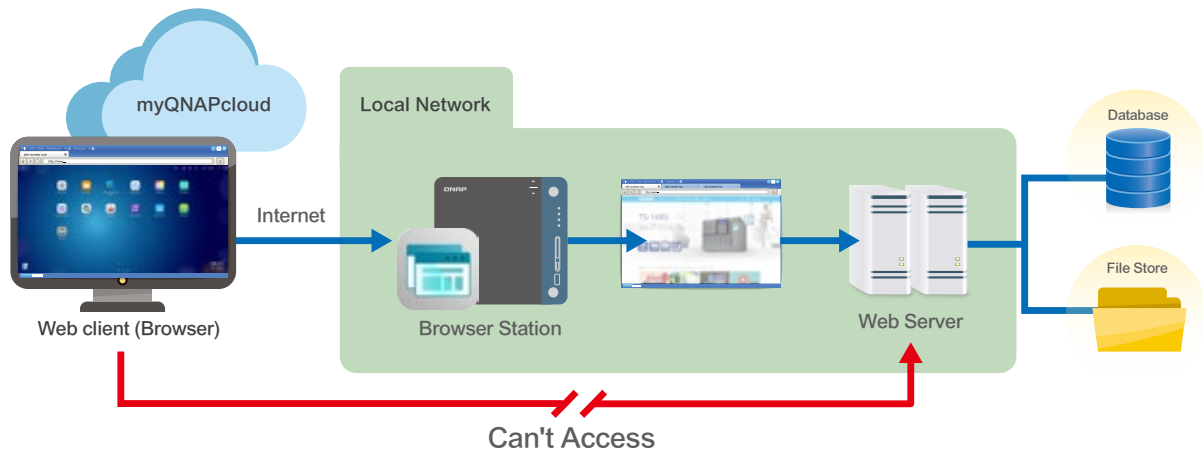 myQNAPcloud
Local Network
Database
Internet
QNAP
File Store
Web client (Browser)
Browser Station
Web Server
Can't Access